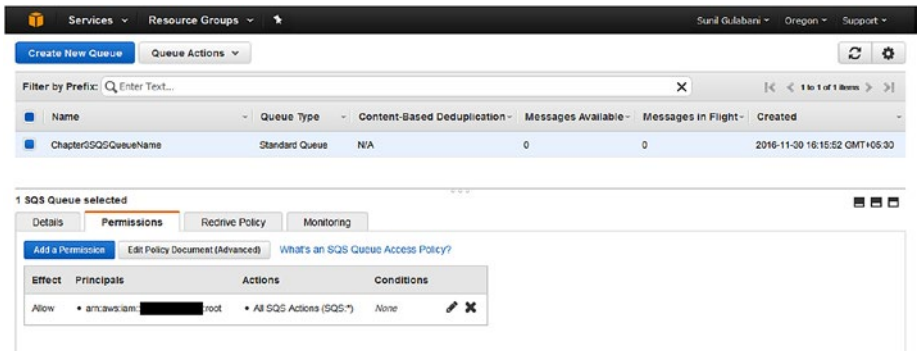 Services Resource Groups Sunil Gulabani Oregon Support
Create New Queue Queue Actions
Filter by Prefix: Enter Text... X 1 to 1 of 1 items
Name Queue Type Content-Based Deduplication Messages Available Messages in Flight Created
Chapter3SQSQueueName Standard Queue N/A 0 0 2016-11-30 16:15:52 GMT+05:30
1 SQS Queue selected
Details Permissions Redrive Policy Monitoring
Add a Permission Edit Policy Document (Advanced) What's an SQS Queue Access Policy?
Effect Principals Actions Conditions
Allow • arn:aws:iam: :root • All SQS Actions (SQS:*) None